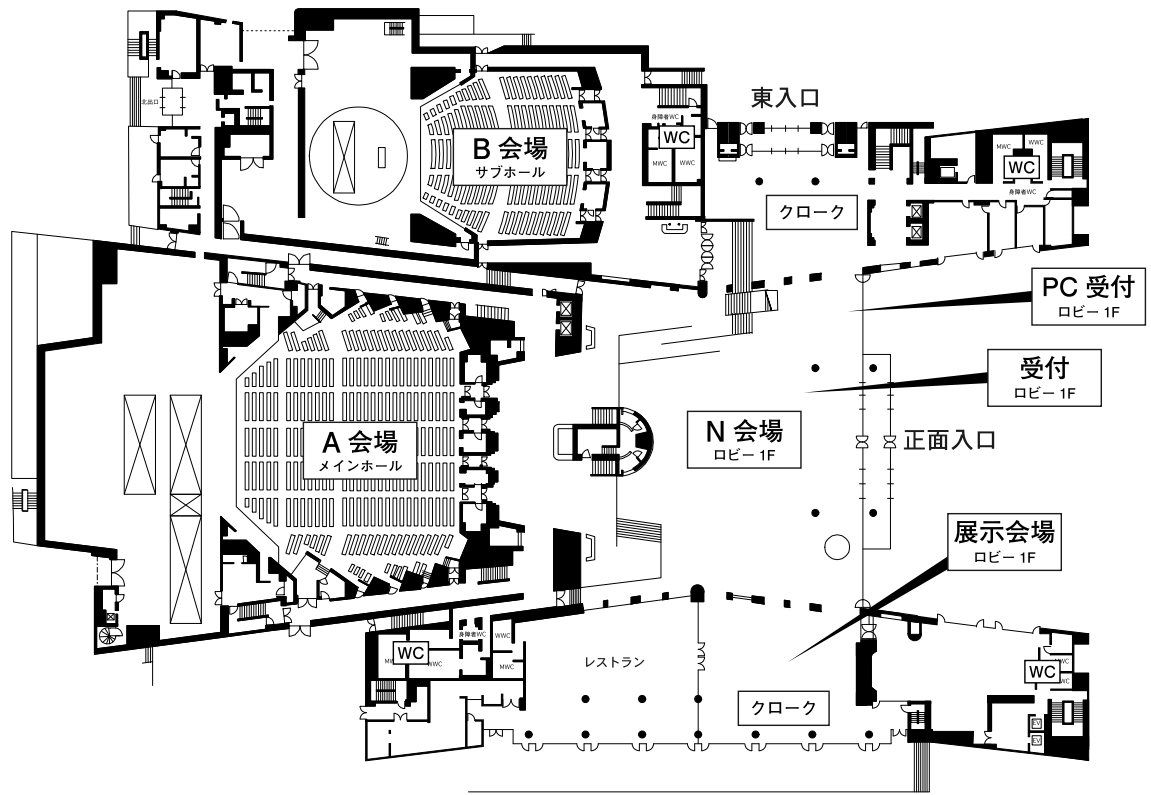 東入口
北出口
身障者WC
WC
MWC
WWC
B 会場
サブホール
MWC
WWC
WC
身障者WC
クローク
PC 受付
ロビー 1F
受付
ロビー 1F
A 会場
メインホール
N 会場
ロビー 1F
正面入口
展示会場
ロビー 1F
身障者WC
WWC
WC
MWC
WWC
MWC
レストラン
WC
クローク
EV
EV